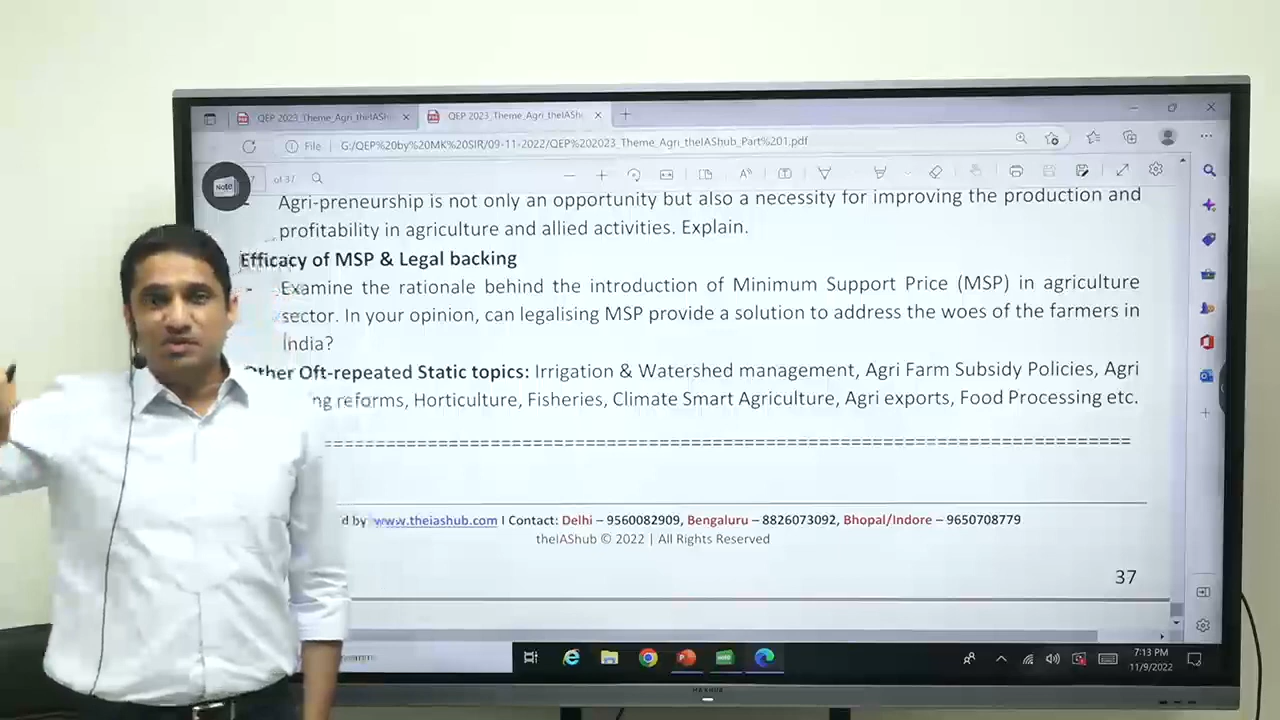 QEP 2023_Theme_Agri_theIASh
QEP 2023_Theme_Agri_theIASh
File G:/QEP%20by%20MK%20SIR/09-11-2022/QEP%202023_Theme_Agri_theIAShub_Part%201.pdf
Note
of 37
Agri-preneurship is not only an opportunity but also a necessity for improving the production and
profitability in agriculture and allied activities. Explain.
Efficacy of MSP & Legal backing
- Examine the rationale behind the introduction of Minimum Support Price (MSP) in agriculture
sector. In your opinion, can legalising MSP provide a solution to address the woes of the farmers in
India?
Other Oft-repeated Static topics: Irrigation & Watershed management, Agri Farm Subsidy Policies, Agri
ng reforms, Horticulture, Fisheries, Climate Smart Agriculture, Agri exports, Food Processing etc.
d by www.theiashub.com I Contact: Delhi – 9560082909, Bengaluru – 8826073092, Bhopal/Indore – 9650708779
theIAShub © 2022 | All Rights Reserved
37
7:13 PM
11/9/2022
MAXHUB